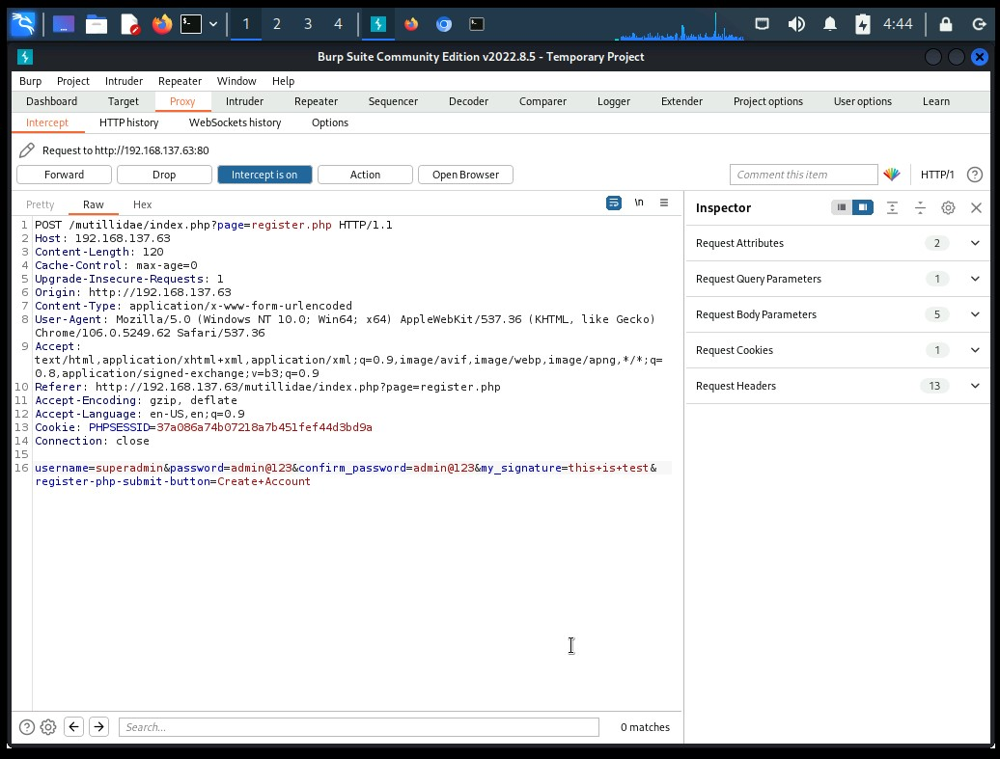 1 2 3 4 4:44
Burp Suite Community Edition v2022.8.5 - Temporary Project
Burp Project Intruder Repeater Window Help
Dashboard Target Proxy Intruder Repeater Sequencer Decoder Comparer Logger Extender Project options User options Learn
Intercept HTTP history WebSockets history Options
Request to http://192.168.137.63:80
Forward Drop Intercept is on Action Open Browser Comment this item HTTP/1 ?
Pretty Raw Hex \n
1 POST /mutillidae/index.php?page=register.php HTTP/1.1
2 Host: 192.168.137.63
3 Content-Length: 120
4 Cache-Control: max-age=0
5 Upgrade-Insecure-Requests: 1
6 Origin: http://192.168.137.63
7 Content-Type: application/x-www-form-urlencoded
8 User-Agent: Mozilla/5.0 (Windows NT 10.0; Win64; x64) AppleWebKit/537.36 (KHTML, like Gecko)
Chrome/106.0.5249.62 Safari/537.36
9 Accept:
text/html,application/xhtml+xml,application/xml;q=0.9,image/avif,image/webp,image/apng,*/*;q=
0.8,application/signed-exchange;v=b3;q=0.9
10 Referer: http://192.168.137.63/mutillidae/index.php?page=register.php
11 Accept-Encoding: gzip, deflate
12 Accept-Language: en-US,en;q=0.9
13 Cookie: PHPSESSID=37a086a74b07218a7b451fef44d3bd9a
14 Connection: close
15
16 username=superadmin&password=admin@123&confirm_password=admin@123&my_signature=this+is+test&
register-php-submit-button=Create+Account
Inspector
Request Attributes 2
Request Query Parameters 1
Request Body Parameters 5
Request Cookies 1
Request Headers 13
? Search... 0 matches